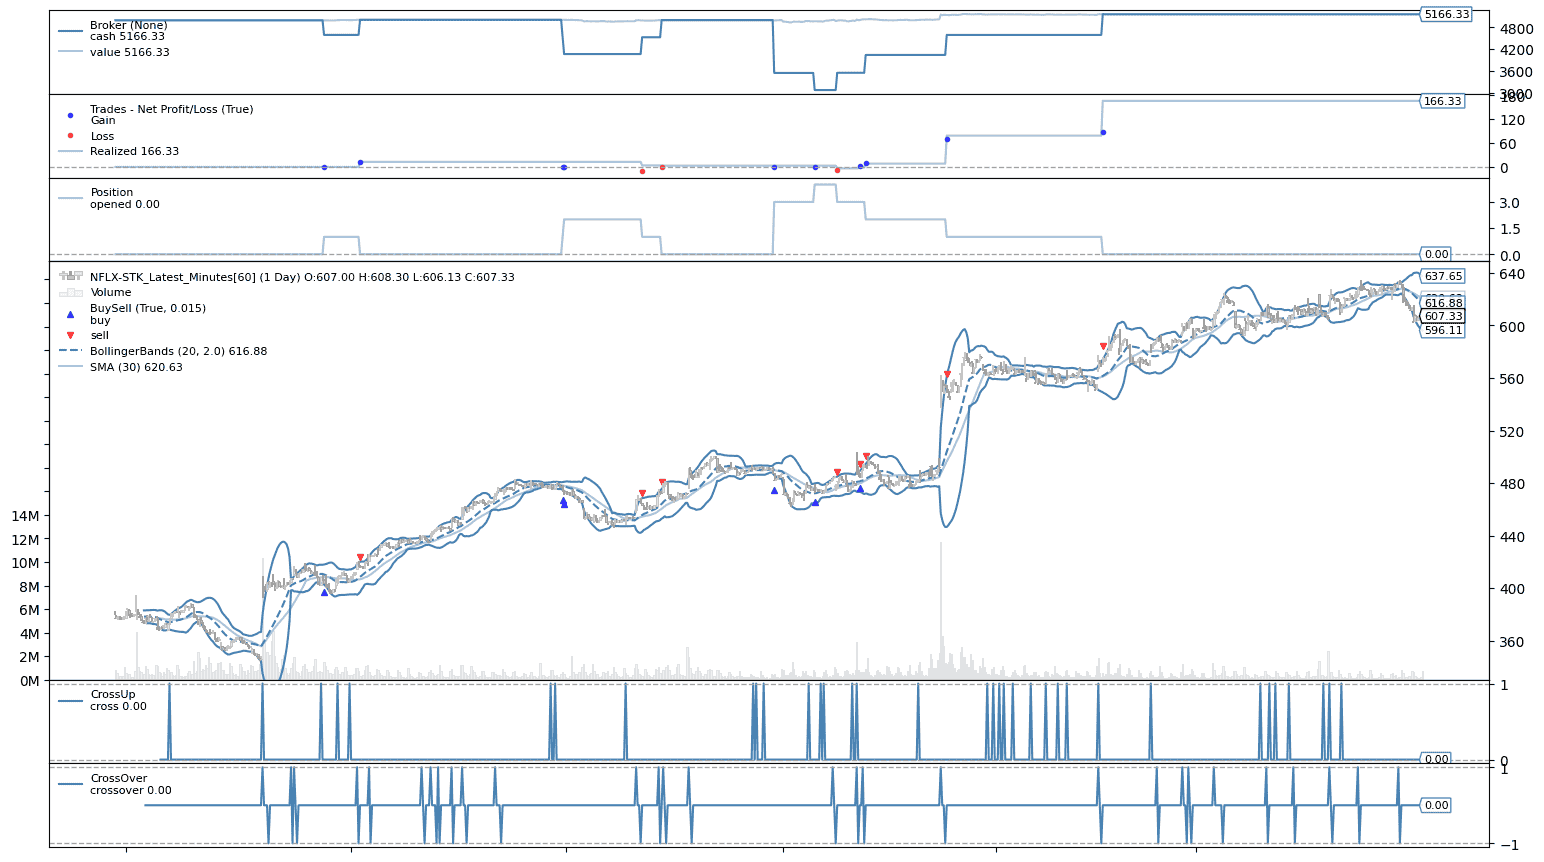 Broker (None)
cash 5166.33
value 5166.33
5166.33
4800
4200
3600
3000
Trades - Net Profit/Loss (True)
Gain
Loss
Realized 166.33
166.33
180
120
60
0
Position
opened 0.00
3.0
1.5
0.0
0.00
NFLX-STK_Latest_Minutes[60] (1 Day) O:607.00 H:608.30 L:606.13 C:607.33
Volume
BuySell (True, 0.015)
buy
sell
BollingerBands (20, 2.0) 616.88
SMA (30) 620.63
637.65
616.88
607.33
596.11
640
600
560
520
480
440
400
360
14M
12M
10M
8M
6M
4M
2M
0M
CrossUp
cross 0.00
1
0
0.00
CrossOver
crossover 0.00
1
0.00
−1